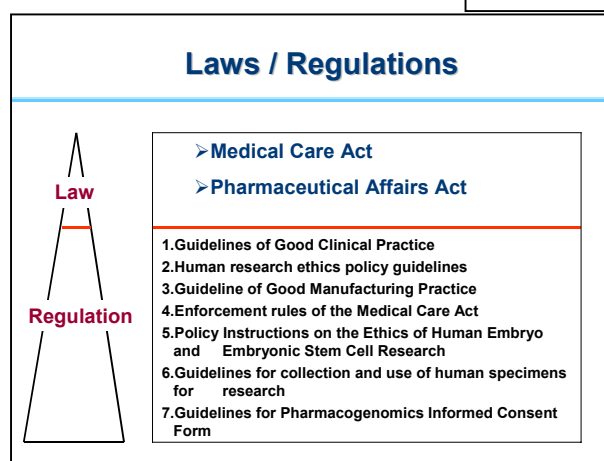 Laws / Regulations
Law
➢Medical Care Act
➢Pharmaceutical Affairs Act
Regulation
1.Guidelines of Good Clinical Practice
2.Human research ethics policy guidelines
3.Guideline of Good Manufacturing Practice
4.Enforcement rules of the Medical Care Act
5.Policy Instructions on the Ethics of Human Embryo
and Embryonic Stem Cell Research
6.Guidelines for collection and use of human specimens
for research
7.Guidelines for Pharmacogenomics Informed Consent
Form